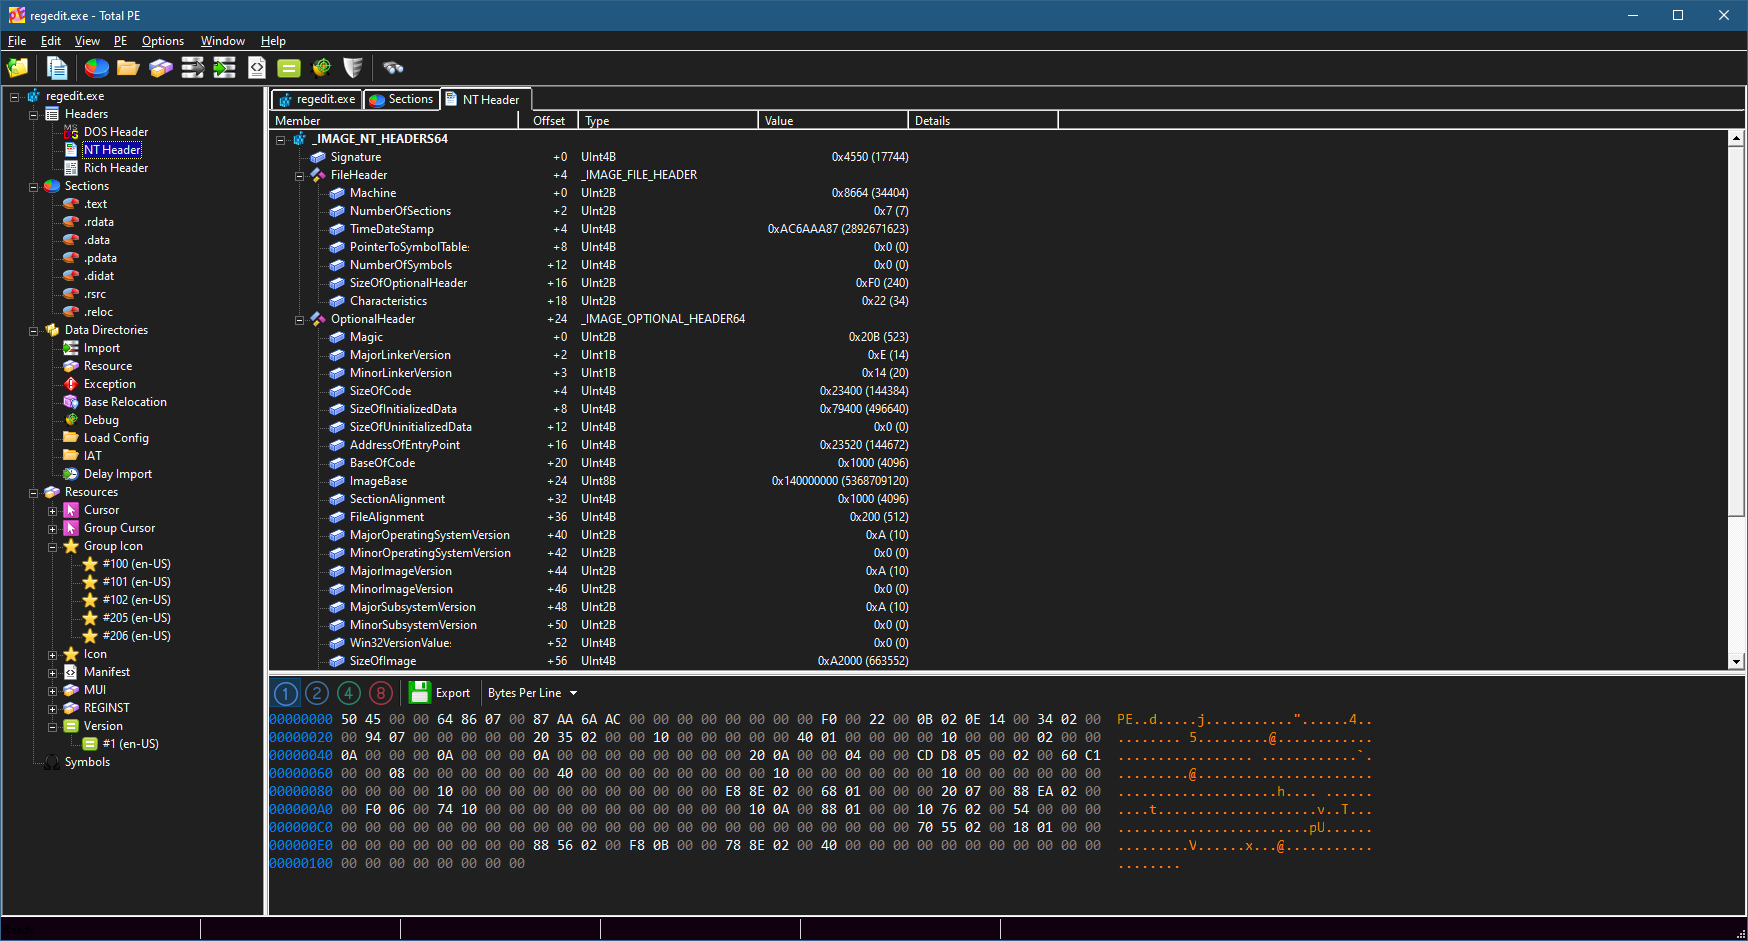 regedit.exe - Total PE
File Edit View PE Options Window Help
regedit.exe
Headers
DOS Header
NT Header
Rich Header
Sections
.text
.rdata
.data
.pdata
.didat
.rsrc
.reloc
Data Directories
Import
Resource
Exception
Base Relocation
Debug
Load Config
IAT
Delay Import
Resources
Cursor
Group Cursor
Group Icon
#100 (en-US)
#101 (en-US)
#102 (en-US)
#205 (en-US)
#206 (en-US)
Icon
Manifest
MUI
REGINST
Version
#1 (en-US)
Symbols
regedit.exe Sections NT Header
Member Offset Type Value Details
_IMAGE_NT_HEADERS64
Signature +0 UInt4B 0x4550 (17744)
FileHeader +4 _IMAGE_FILE_HEADER
Machine +0 UInt2B 0x8664 (34404)
NumberOfSections +2 UInt2B 0x7 (7)
TimeDateStamp +4 UInt4B 0xAC6AAA87 (2892671623)
PointerToSymbolTable: +8 UInt4B 0x0 (0)
NumberOfSymbols +12 UInt4B 0x0 (0)
SizeOfOptionalHeader +16 UInt2B 0xF0 (240)
Characteristics +18 UInt2B 0x22 (34)
OptionalHeader +24 _IMAGE_OPTIONAL_HEADER64
Magic +0 UInt2B 0x20B (523)
MajorLinkerVersion +2 UInt1B 0xE (14)
MinorLinkerVersion +3 UInt1B 0x14 (20)
SizeOfCode +4 UInt4B 0x23400 (144384)
SizeOfInitializedData +8 UInt4B 0x79400 (496640)
SizeOfUninitializedData +12 UInt4B 0x0 (0)
AddressOfEntryPoint +16 UInt4B 0x23520 (144672)
BaseOfCode +20 UInt4B 0x1000 (4096)
ImageBase +24 UInt8B 0x140000000 (5368709120)
SectionAlignment +32 UInt4B 0x1000 (4096)
FileAlignment +36 UInt4B 0x200 (512)
MajorOperatingSystemVersion +40 UInt2B 0xA (10)
MinorOperatingSystemVersion +42 UInt2B 0x0 (0)
MajorImageVersion +44 UInt2B 0xA (10)
MinorImageVersion +46 UInt2B 0x0 (0)
MajorSubsystemVersion +48 UInt2B 0xA (10)
MinorSubsystemVersion +50 UInt2B 0x0 (0)
Win32VersionValue: +52 UInt4B 0x0 (0)
SizeOfImage +56 UInt4B 0xA2000 (663552)
1 2 4 8 Export Bytes Per Line
00000000 50 45 00 00 64 86 07 00 87 AA 6A AC 00 00 00 00 00 00 00 00 F0 00 22 00 0B 02 0E 14 00 34 02 00 PE..d.....j...........".....4..
00000020 00 94 07 00 00 00 00 00 20 35 02 00 00 10 00 00 00 00 00 40 01 00 00 00 00 10 00 00 00 02 00 00 ........ 5.........@............
00000040 0A 00 00 00 0A 00 00 00 0A 00 00 00 00 00 00 00 00 20 0A 00 00 04 00 00 CD D8 05 00 02 00 60 C1 ................. ............`.
00000060 00 00 08 00 00 00 00 00 00 40 00 00 00 00 00 00 00 00 10 00 00 00 00 00 00 10 00 00 00 00 00 00 .........@......................
00000080 00 00 00 00 10 00 00 00 00 00 00 00 00 00 00 00 E8 8E 02 00 68 01 00 00 00 20 07 00 88 EA 02 00 ....................h.... ......
000000A0 00 F0 06 00 74 10 00 00 00 00 00 00 00 00 00 00 00 10 0A 00 88 01 00 00 10 76 02 00 54 00 00 00 ....t....................v..T...
000000C0 00 00 00 00 00 00 00 00 00 00 00 00 00 00 00 00 00 00 00 00 00 00 00 00 70 55 02 00 18 01 00 00 ........................pU......
000000E0 00 00 00 00 00 00 00 00 88 56 02 00 F8 0B 00 00 78 8E 02 00 40 00 00 00 00 00 00 00 00 00 00 00 .........V......x...@...........
00000100 00 00 00 00 00 00 00 00 ........